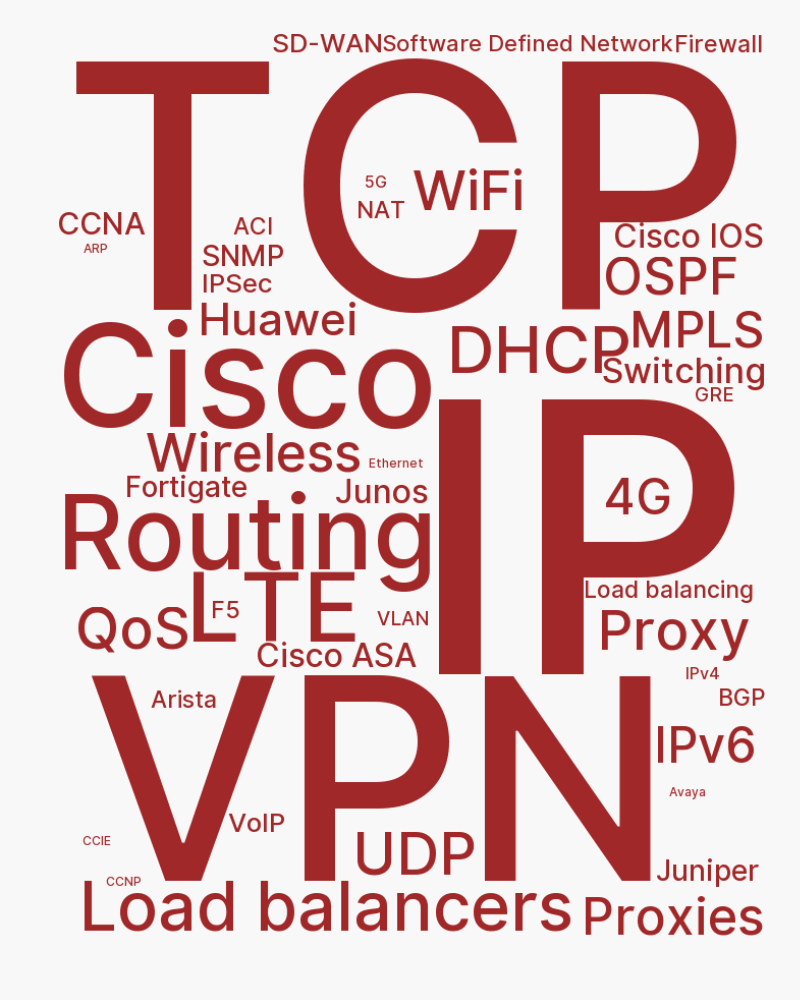 SD-WAN
Software Defined Network
Firewall
TCP
5G
WiFi
NAT
CCNA
ACI
ARP
SNMP
IPSec
Cisco IOS
OSPF
Huawei
MPLS
DHCP
Switching
Cisco
GRE
IP
Wireless
Ethernet
Fortigate
Junos
4G
Routing
Load balancing
LTE
F5
QoS
VLAN
Proxy
Cisco ASA
IPv4
VPN
Arista
BGP
IPv6
Avaya
VoIP
CCIE
UDP
Juniper
CCNP
Load balancers
Proxies